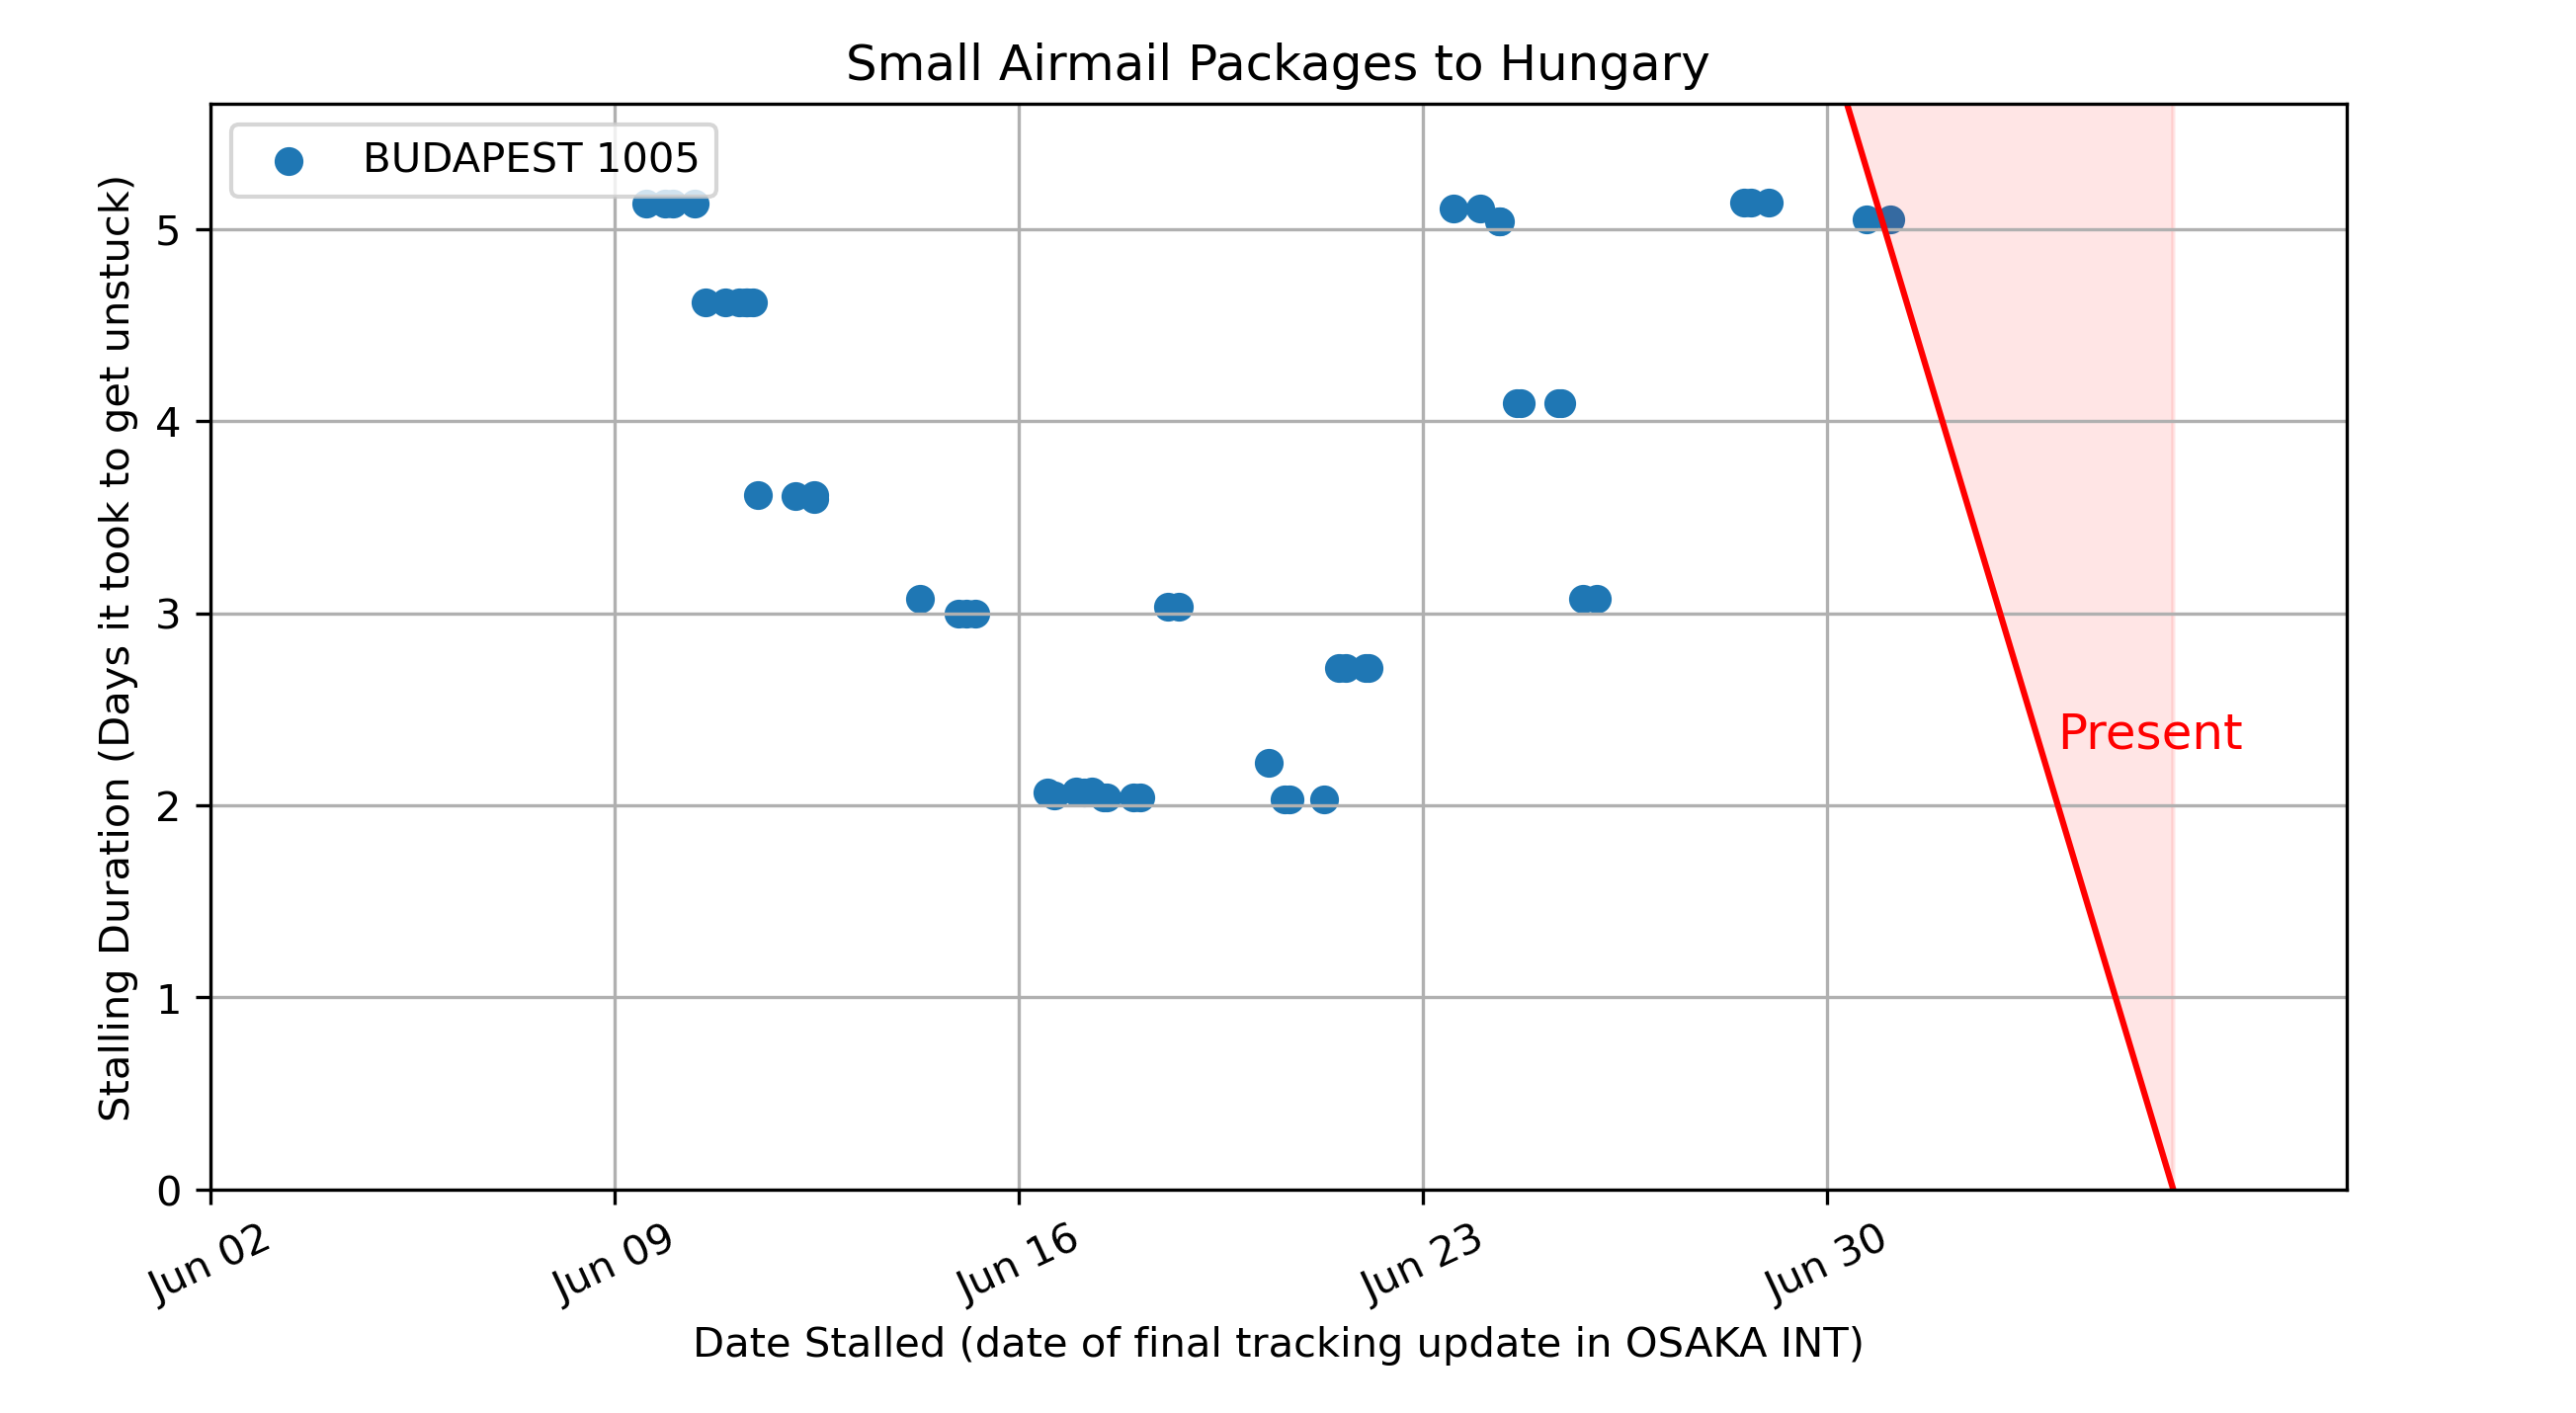 Small Airmail Packages to Hungary
BUDAPEST 1005
Stalling Duration (Days it took to get unstuck)
5
4
3
2
1
0
Present
Jun 02
Jun 09
Jun 16
Jun 23
Jun 30
Date Stalled (date of final tracking update in OSAKA INT)